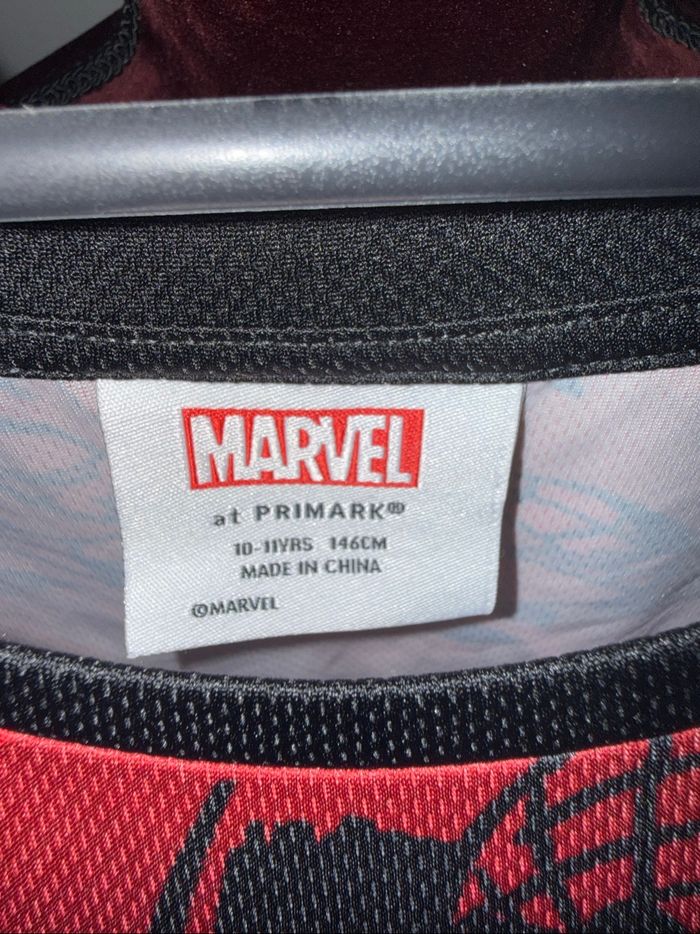 MARVEL
at PRIMARK®
10-11YRS 146CM
MADE IN CHINA
©MARVEL